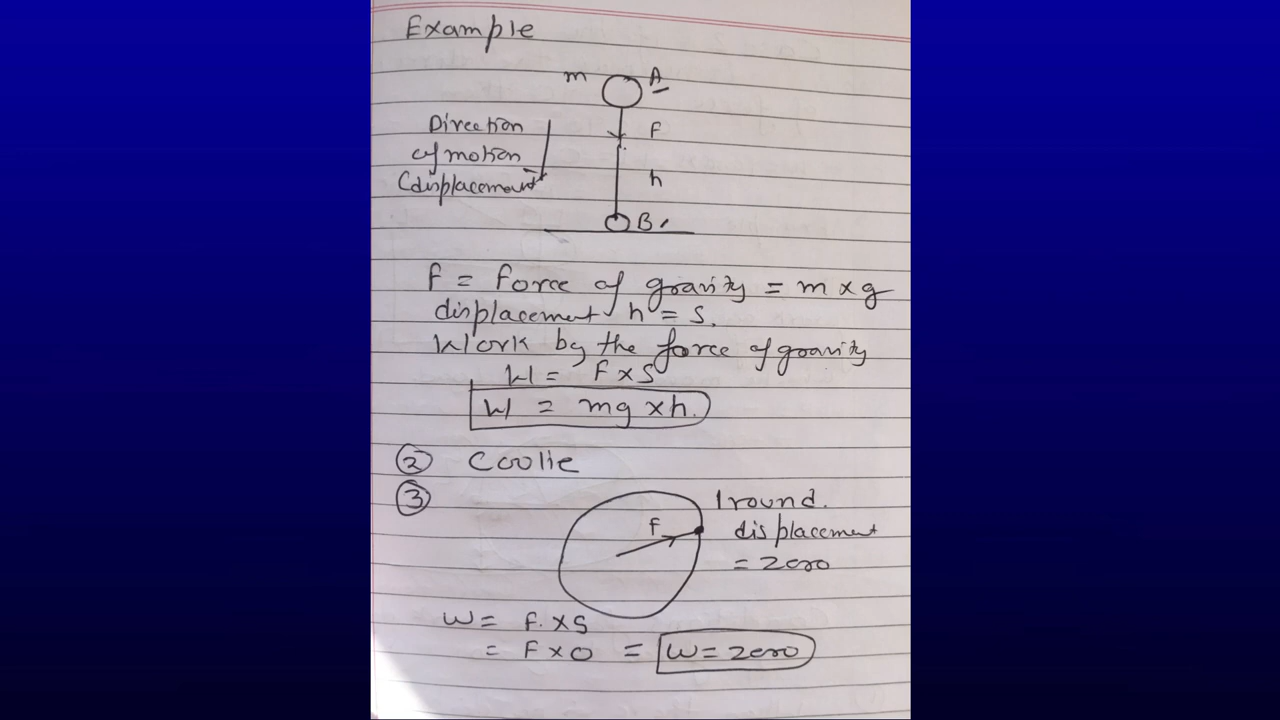 Example
m A
Direction
of motion
(displacement
F
h
B
F = Force of gravity = m x g
displacement h = s.
Work by the force of gravity
W = F x S
W = mg x h.
② Coolie
③ 1 round.
F displacement
= Zero
W = F. x S
= F x 0 = W = zero